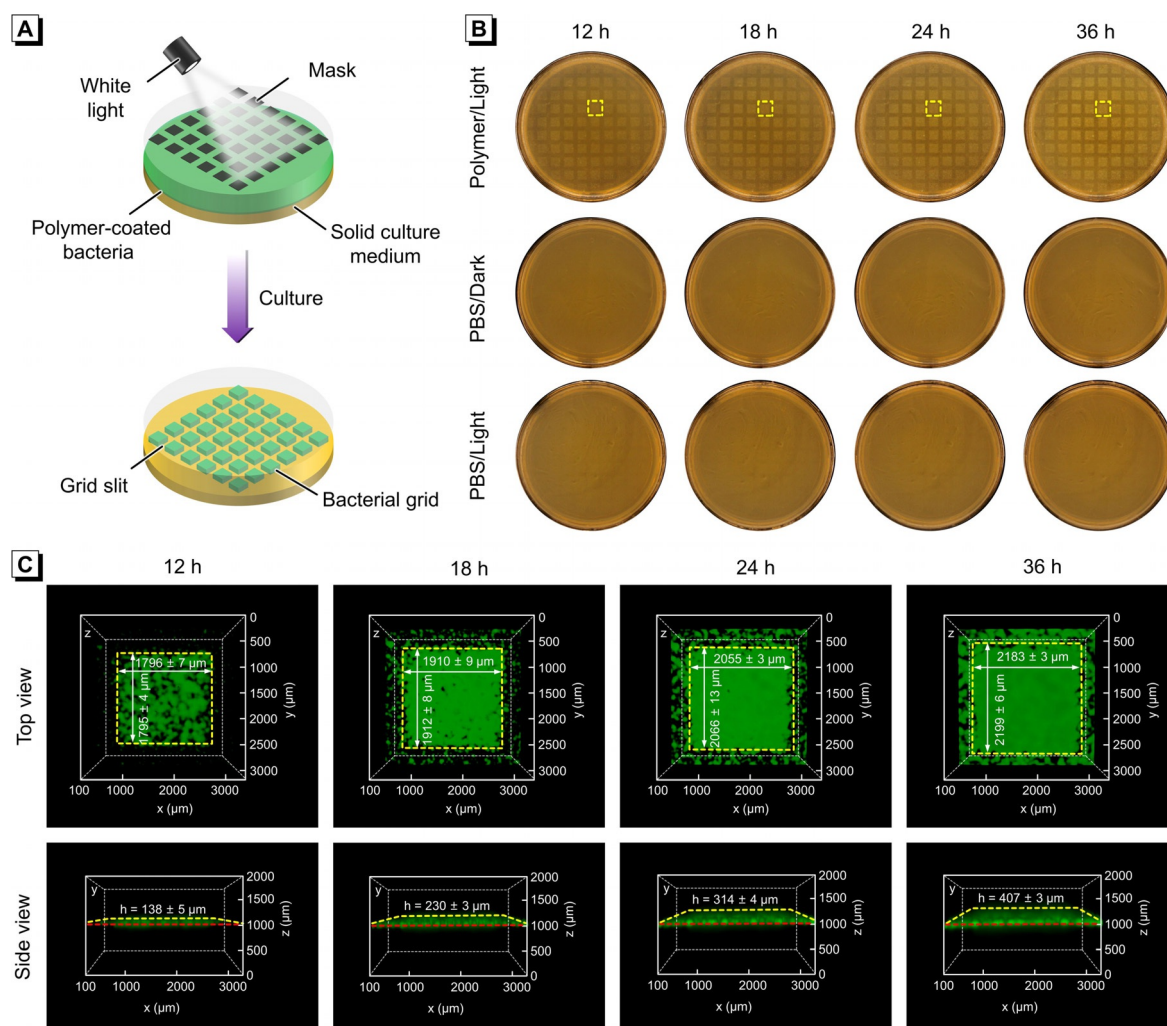 A
White
light
Mask
Polymer-coated
bacteria
Solid culture
medium
Culture
Grid slit
Bacterial grid
B
12 h
18 h
24 h
36 h
Polymer/Light
PBS/Dark
PBS/Light
C
12 h
18 h
24 h
36 h
Top view
z
1796 ± 7 µm
1795 ± 4 µm
0
500
1000
1500
2000
2500
3000
y (µm)
100
1000
2000
3000
x (µm)
z
1910 ± 9 µm
1912 ± 8 µm
0
500
1000
1500
2000
2500
3000
y (µm)
100
1000
2000
3000
x (µm)
z
2055 ± 3 µm
2066 ± 13 µm
0
500
1000
1500
2000
2500
3000
y (µm)
100
1000
2000
3000
x (µm)
z
2183 ± 3 µm
2199 ± 6 µm
0
500
1000
1500
2000
2500
3000
y (µm)
100
1000
2000
3000
x (µm)
Side view
y
h = 138 ± 5 µm
2000
1500
1000
500
0
z (µm)
100
1000
2000
3000
x (µm)
y
h = 230 ± 3 µm
2000
1500
1000
500
0
z (µm)
100
1000
2000
3000
x (µm)
y
h = 314 ± 4 µm
2000
1500
1000
500
0
z (µm)
100
1000
2000
3000
x (µm)
y
h = 407 ± 3 µm
2000
1500
1000
500
0
z (µm)
100
1000
2000
3000
x (µm)